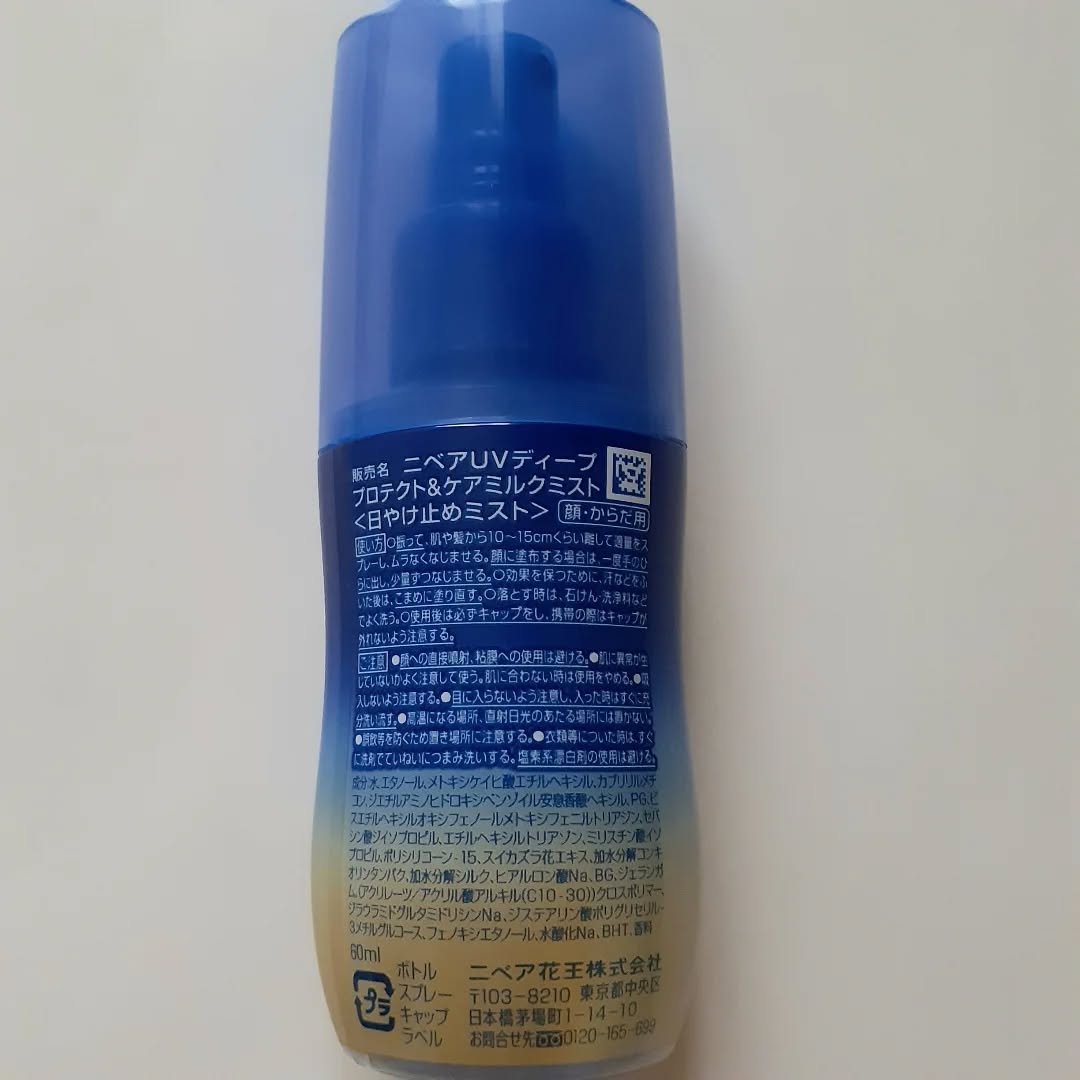 販売名 ニベアUVディープ
プロテクト&ケアミルクミスト
<日やけ止めミスト> 顔・からだ用
使い方 ○振って、肌や髪から10~15cmくらい離して適量をス
プレーし、ムラなくなじませる。顔に塗布する場合は、一度手のひ
らに出し、少量ずつなじませる。○効果を保つために、汗などをふ
いた後は、こまめに塗り直す。○落とす時は、石けん・洗浄料など
でよく洗う。○使用後は必ずキャップをし、携帯の際はキャップが
外れないよう注意する。
ご注意 ●顔への直接噴射、粘膜への使用は避ける。●肌に異常が生
じていないかよく注意して使う。肌に合わない時は使用をやめる。●吸
入しないよう注意する。●目に入らないよう注意し、入った時はすぐに充
分洗い流す。●高温になる場所、直射日光のあたる場所には置かない。
●誤飲等を防ぐため置き場所に注意する。●衣類等についた時は、すぐ
に洗剤でていねいにつまみ洗いする。塩素系漂白剤の使用は避ける。
成分:水、エタノール、メトキシケイヒ酸エチルヘキシル、カプリリルメチ
コン、ジエチルアミノヒドロキシベンゾイル安息香酸ヘキシル、PG、ビ
スエチルヘキシルオキシフェノールメトキシフェニルトリアジン、セバ
シン酸ジイソプロピル、エチルヘキシルトリアゾン、ミリスチン酸イソ
プロピル、ポリシリコーン-15、スイカズラ花エキス、加水分解コンキ
オリンタンパク、加水分解シルク、ヒアルロン酸Na、BG、ジェランガ
ム、(アクリレーツ/アクリル酸アルキル(C10-30))クロスポリマー、
ジラウラミドグルタミドリシンNa、ジステアリン酸ポリグリセリル-
3メチルグルコース、フェノキシエタノール、水酸化Na、BHT、香料
60ml
プラ
ボトル
スプレー
キャップ
ラベル
ニベア花王株式会社
〒103-8210 東京都中央区
日本橋茅場町1-14-10
お問合せ先 0120-165-699